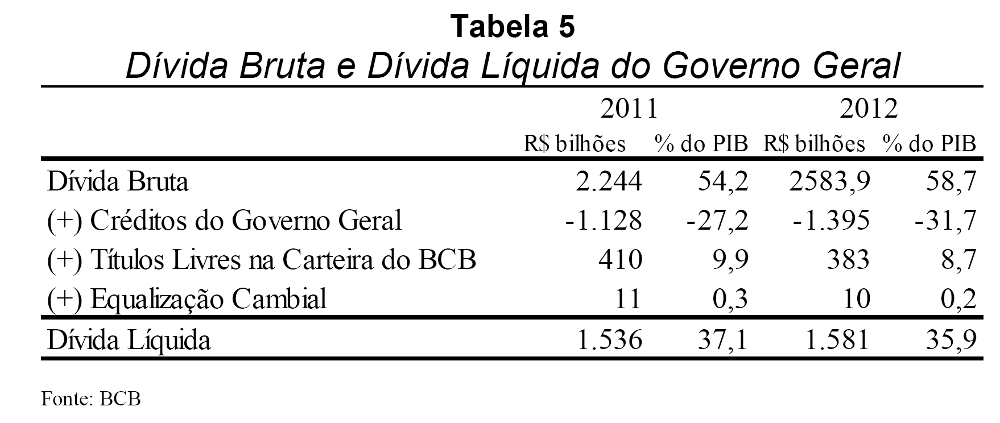 Tabela 5
Dívida Bruta e Dívida Líquida do Governo Geral
2011 2012
R$ bilhões % do PIB R$ bilhões % do PIB
Dívida Bruta 2.244 54,2 2583,9 58,7
(+) Créditos do Governo Geral -1.128 -27,2 -1.395 -31,7
(+) Títulos Livres na Carteira do BCB 410 9,9 383 8,7
(+) Equalização Cambial 11 0,3 10 0,2
Dívida Líquida 1.536 37,1 1.581 35,9
Fonte: BCB